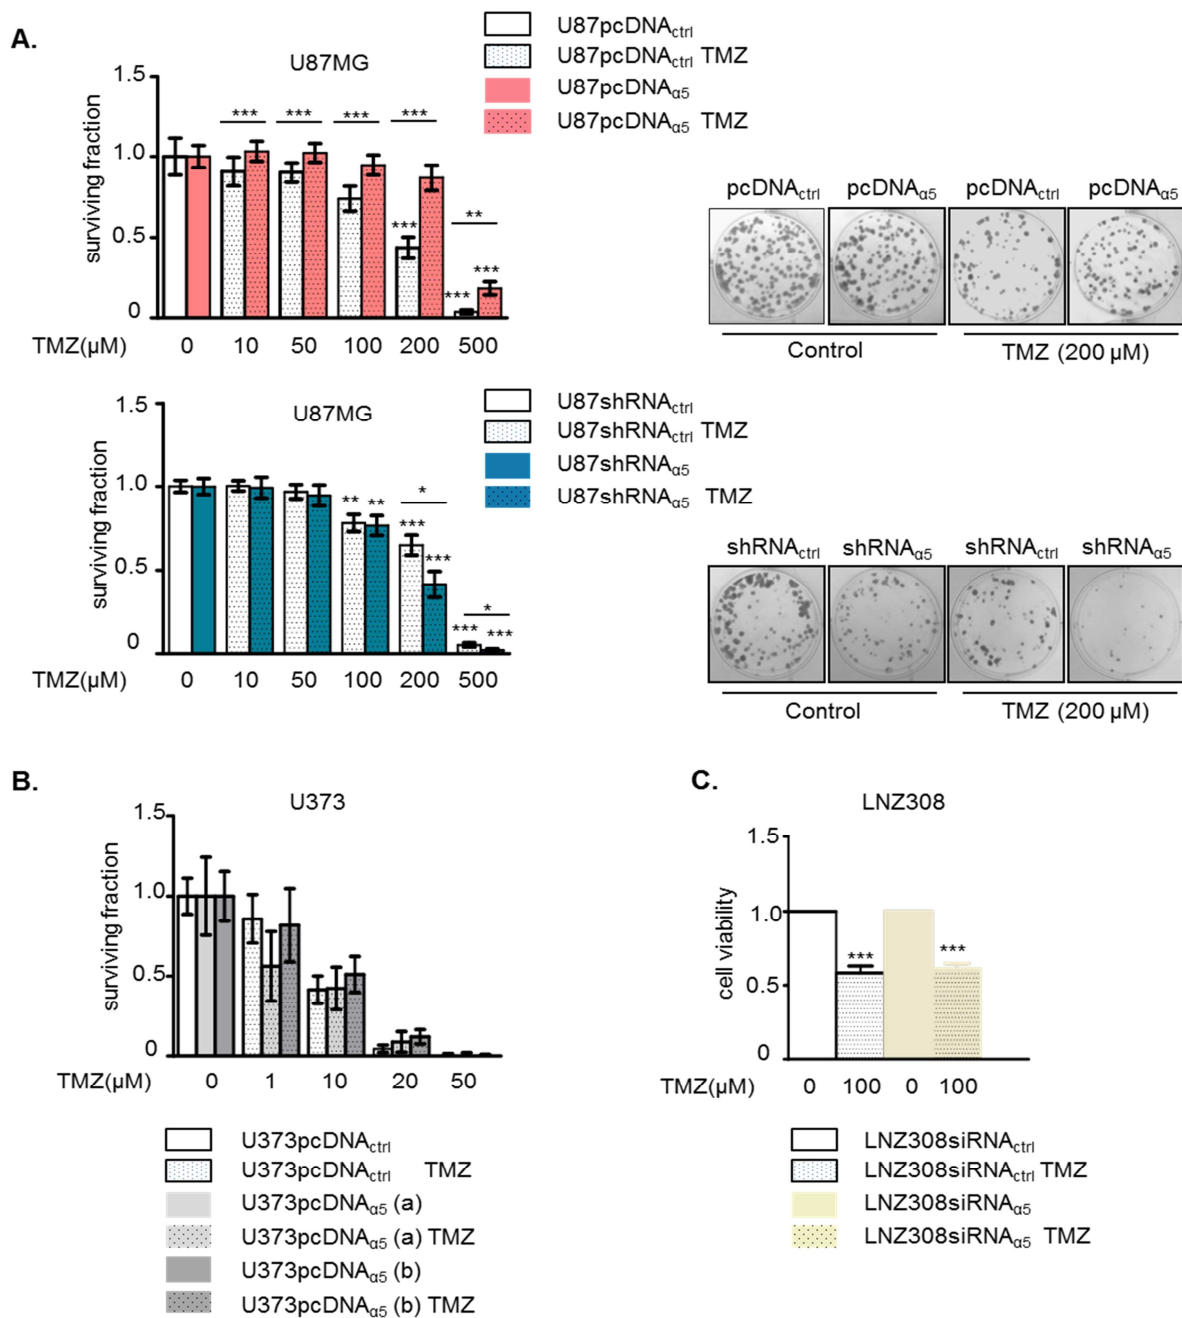 A.
U87MG
U87pcDNActrl
U87pcDNActrl TMZ
U87pcDNAα5
U87pcDNAα5 TMZ
surviving fraction
1.5
1.0
0.5
0
*** *** *** ***
***
**
*** ***
TMZ(µM) 0 10 50 100 200 500
pcDNActrl pcDNAα5 pcDNActrl pcDNAα5
Control TMZ (200 µM)
U87MG
U87shRNActrl
U87shRNActrl TMZ
U87shRNAα5
U87shRNAα5 TMZ
surviving fraction
1.5
1.0
0.5
0
** **
*
*** ***
*
*** ***
TMZ(µM) 0 10 50 100 200 500
shRNActrl shRNAα5 shRNActrl shRNAα5
Control TMZ (200 µM)
B.
U373
surviving fraction
1.5
1.0
0.5
0
TMZ(µM) 0 1 10 20 50
U373pcDNActrl
U373pcDNActrl TMZ
U373pcDNAα5 (a)
U373pcDNAα5 (a) TMZ
U373pcDNAα5 (b)
U373pcDNAα5 (b) TMZ
C.
LNZ308
cell viability
1.5
1.0
0.5
0
*** ***
TMZ(µM) 0 100 0 100
LNZ308siRNActrl
LNZ308siRNActrl TMZ
LNZ308siRNAα5
LNZ308siRNAα5 TMZ